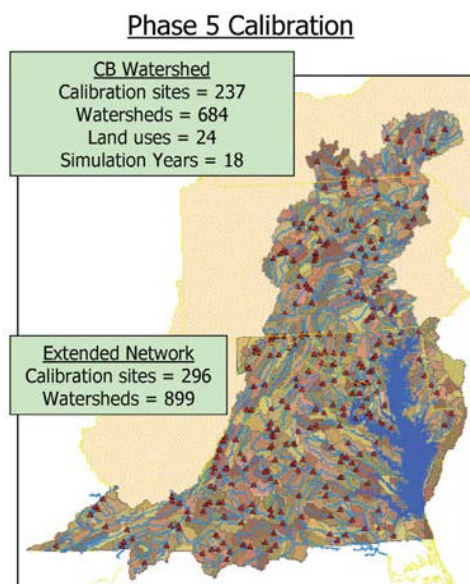 Phase 5 Calibration
CB Watershed
Calibration sites = 237
Watersheds = 684
Land uses = 24
Simulation Years = 18
Extended Network
Calibration sites = 296
Watersheds = 899